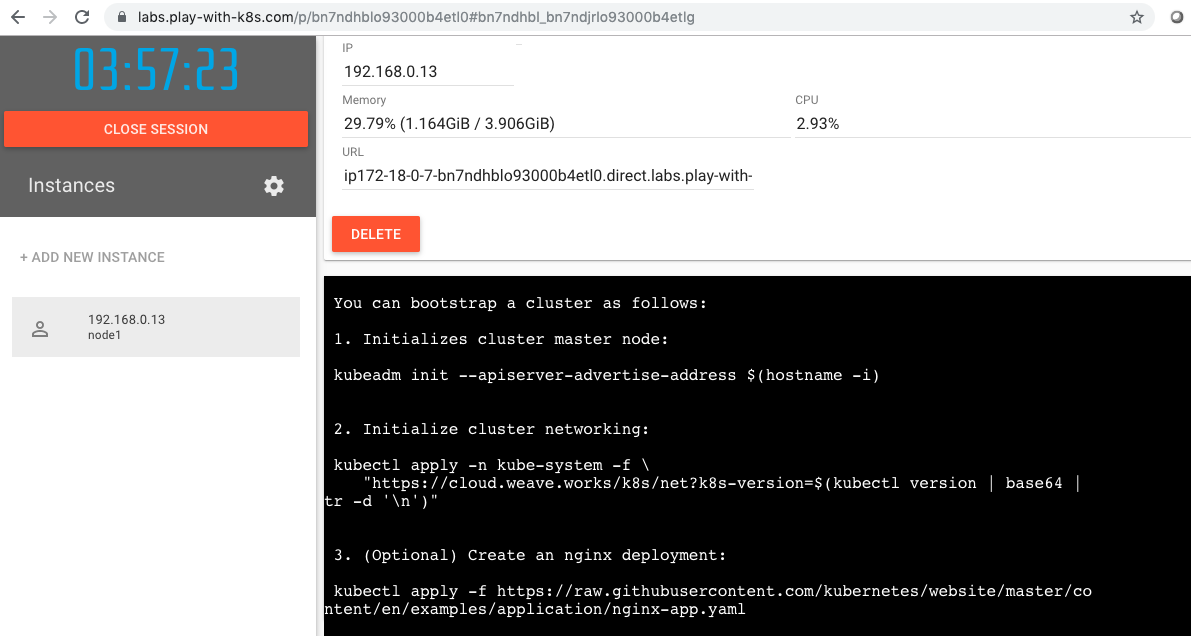 labs.play-with-k8s.com/p/bn7ndhblo93000b4etl0#bn7ndhbl_bn7ndjrlo93000b4etlg
03:57:23
CLOSE SESSION
Instances
+ ADD NEW INSTANCE
192.168.0.13
node1
IP
192.168.0.13
Memory
29.79% (1.164GiB / 3.906GiB)
CPU
2.93%
URL
ip172-18-0-7-bn7ndhblo93000b4etl0.direct.labs.play-with-
DELETE
You can bootstrap a cluster as follows:
1. Initializes cluster master node:
kubeadm init --apiserver-advertise-address $(hostname -i)
2. Initialize cluster networking:
kubectl apply -n kube-system -f \
"https://cloud.weave.works/k8s/net?k8s-version=$(kubectl version | base64 |
tr -d '\n')"
3. (Optional) Create an nginx deployment:
kubectl apply -f https://raw.githubusercontent.com/kubernetes/website/master/co
ntent/en/examples/application/nginx-app.yaml